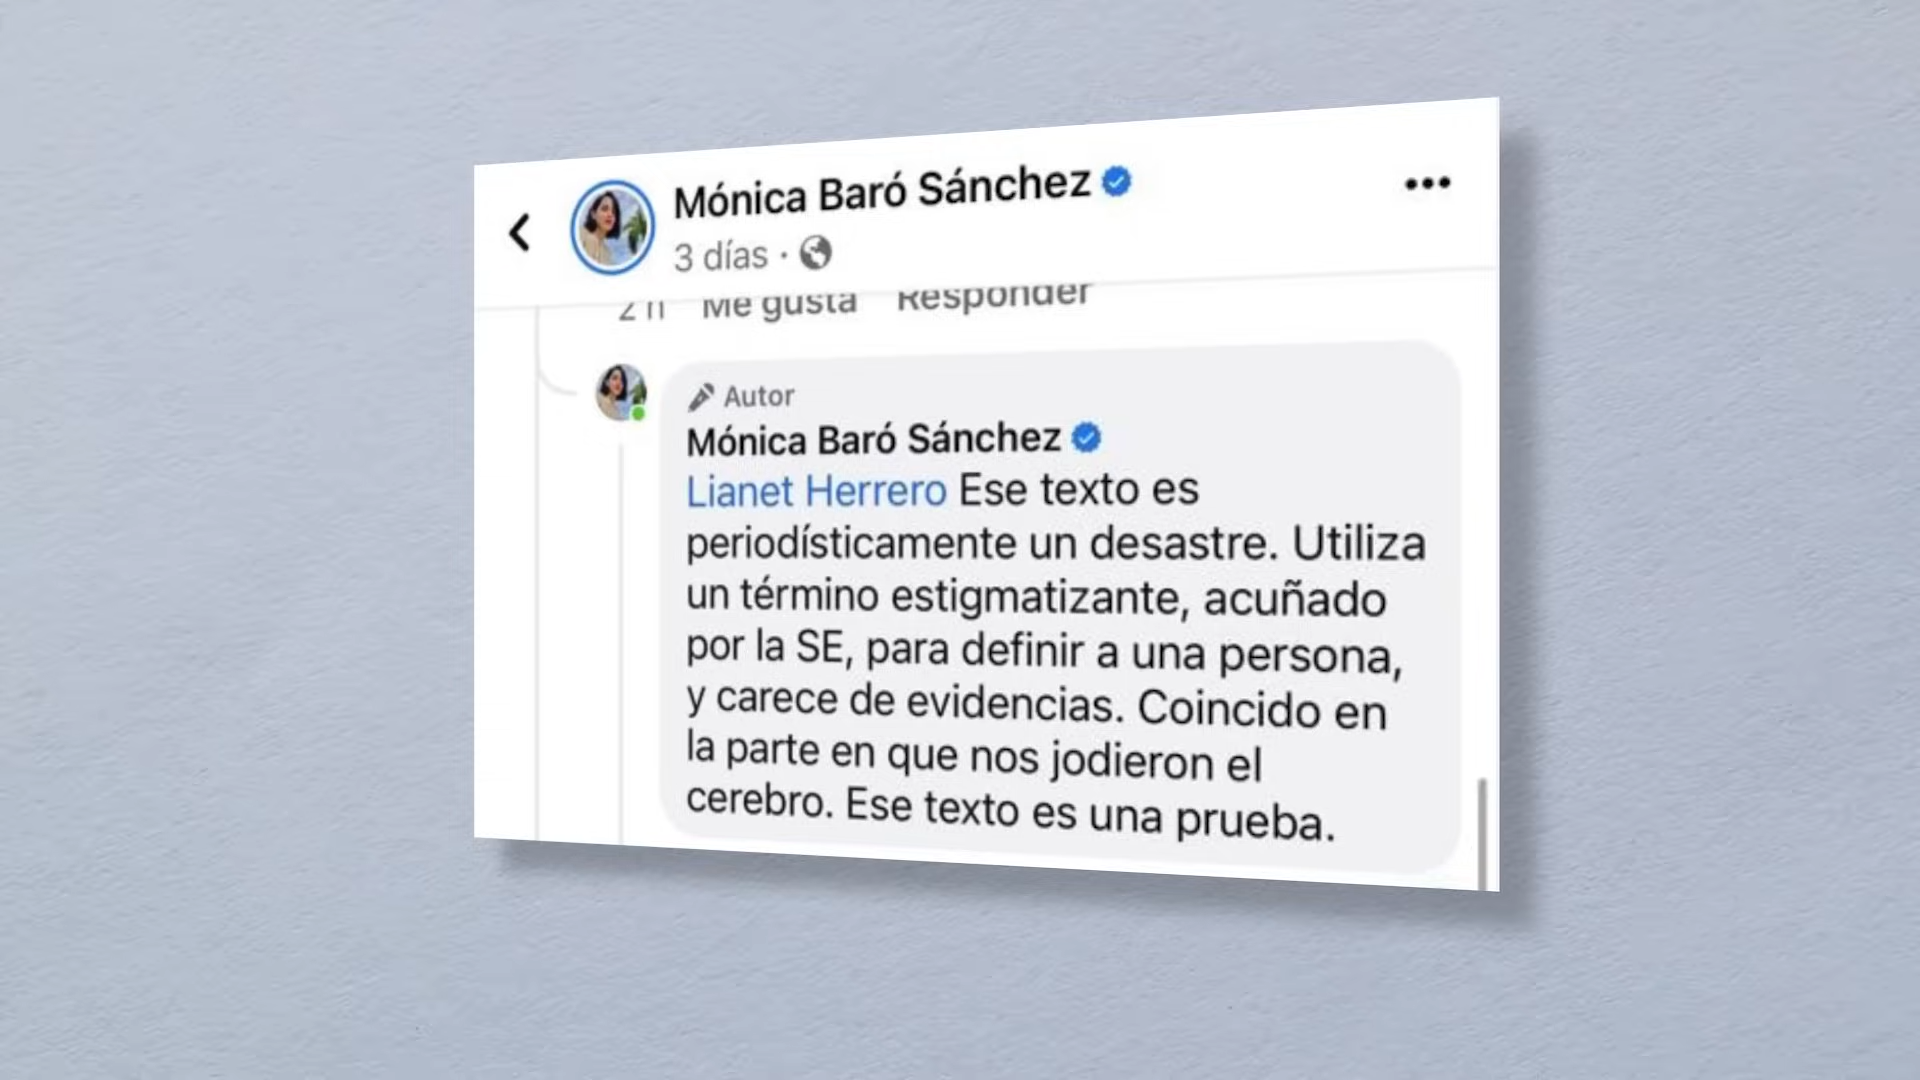 Mónica Baró Sánchez
3 días ·
2 h Me gusta Responder
Autor
Mónica Baró Sánchez
Lianet Herrero Ese texto es
periodísticamente un desastre. Utiliza
un término estigmatizante, acuñado
por la SE, para definir a una persona,
y carece de evidencias. Coincido en
la parte en que nos jodieron el
cerebro. Ese texto es una prueba.